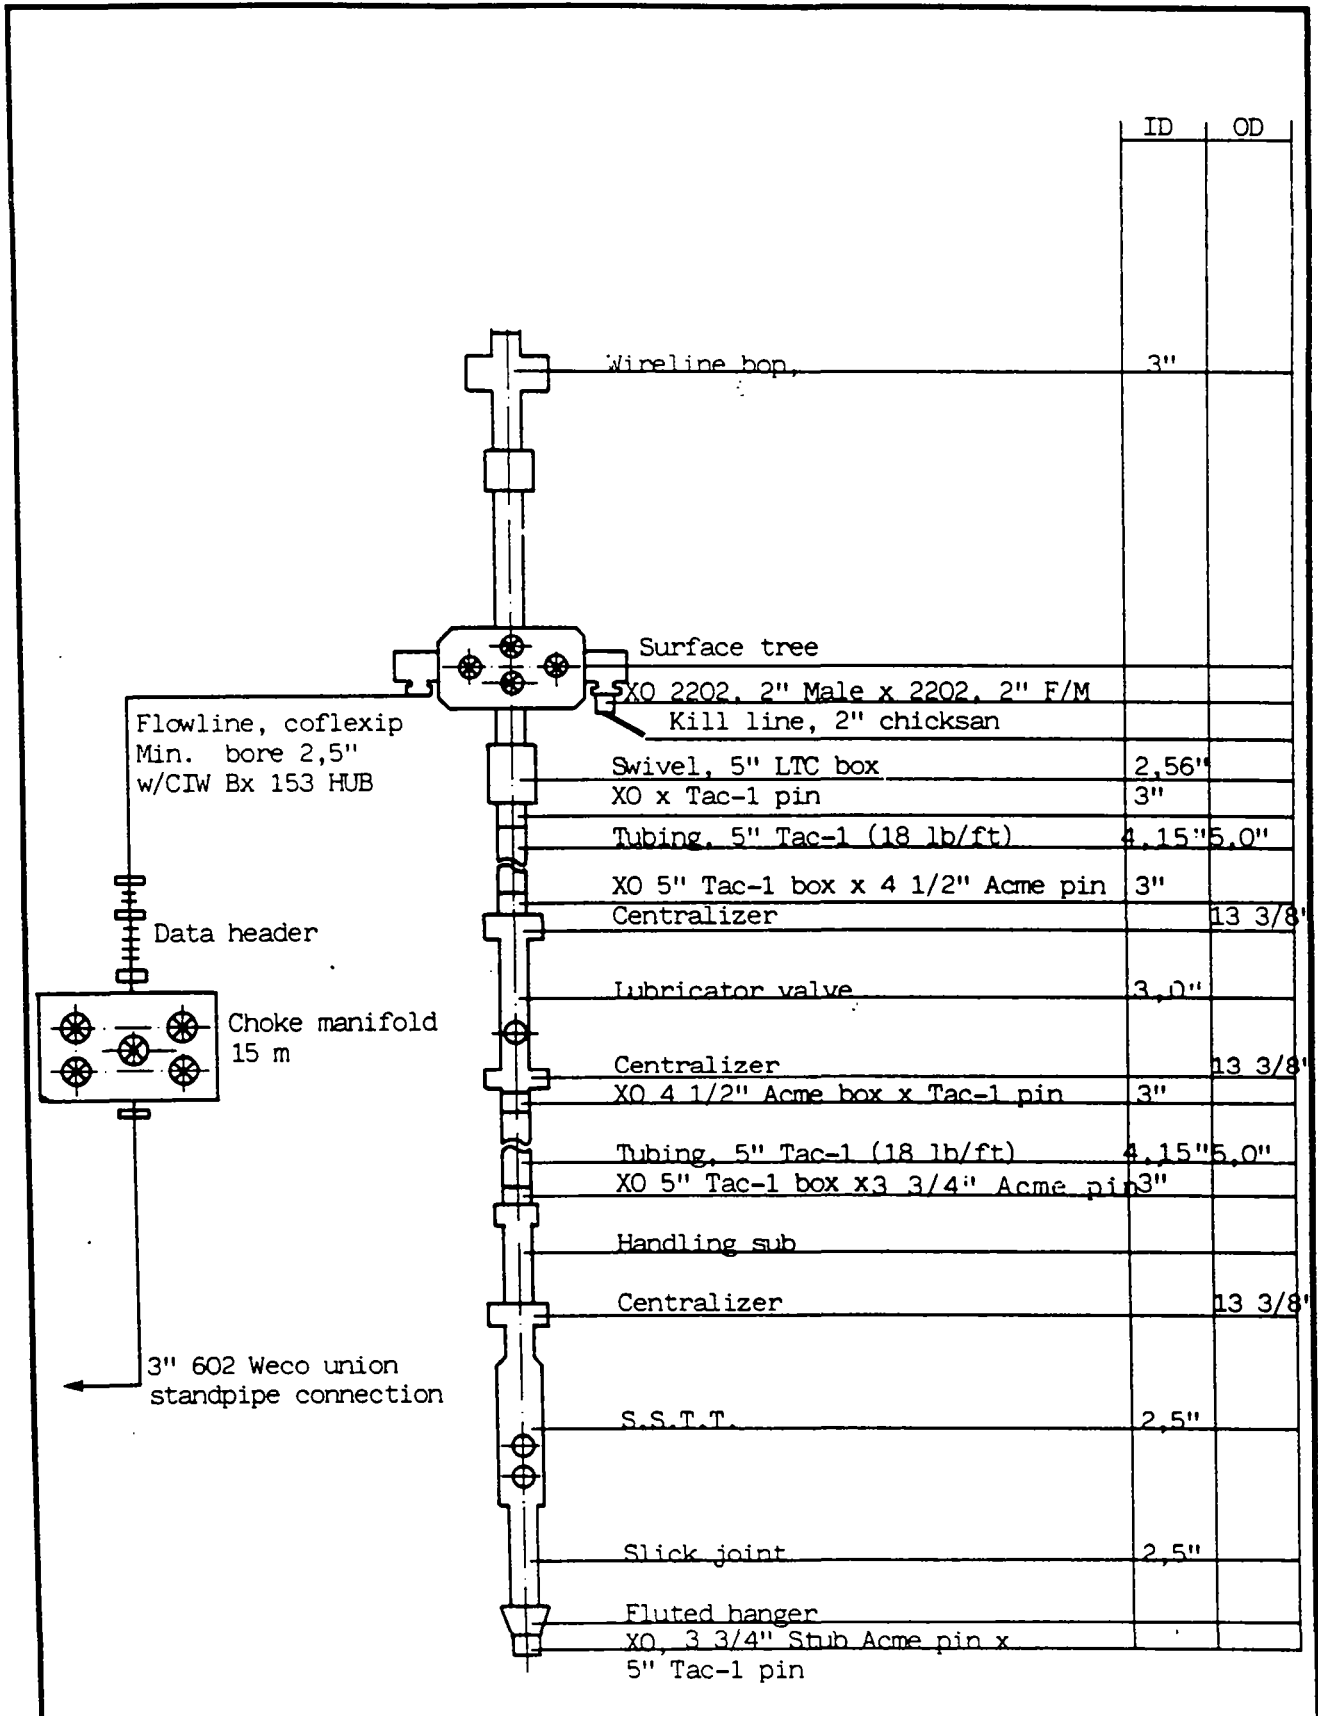 ID OD
Wireline bop, 3"
Surface tree
XO 2202, 2" Male x 2202, 2" F/M
Kill line, 2" chicksan
Flowline, coflexip
Min. bore 2,5"
w/CIW Bx 153 HUB
Swivel, 5" LTC box 2,56"
XO x Tac-1 pin 3"
Tubing, 5" Tac-1 (18 lb/ft) 4,15" 5,0"
XO 5" Tac-1 box x 4 1/2" Acme pin 3"
Centralizer 13 3/8"
Data header
Lubricator valve 3,0"
Choke manifold
15 m
Centralizer 13 3/8"
XO 4 1/2" Acme box x Tac-1 pin 3"
Tubing, 5" Tac-1 (18 lb/ft) 4,15" 5,0"
XO 5" Tac-1 box x3 3/4" Acme pin 3"
Handling sub
Centralizer 13 3/8"
3" 602 Weco union
standpipe connection
S.S.T.T. 2,5"
Slick joint 2,5"
Fluted hanger
XO, 3 3/4" Stub Acme pin x
5" Tac-1 pin